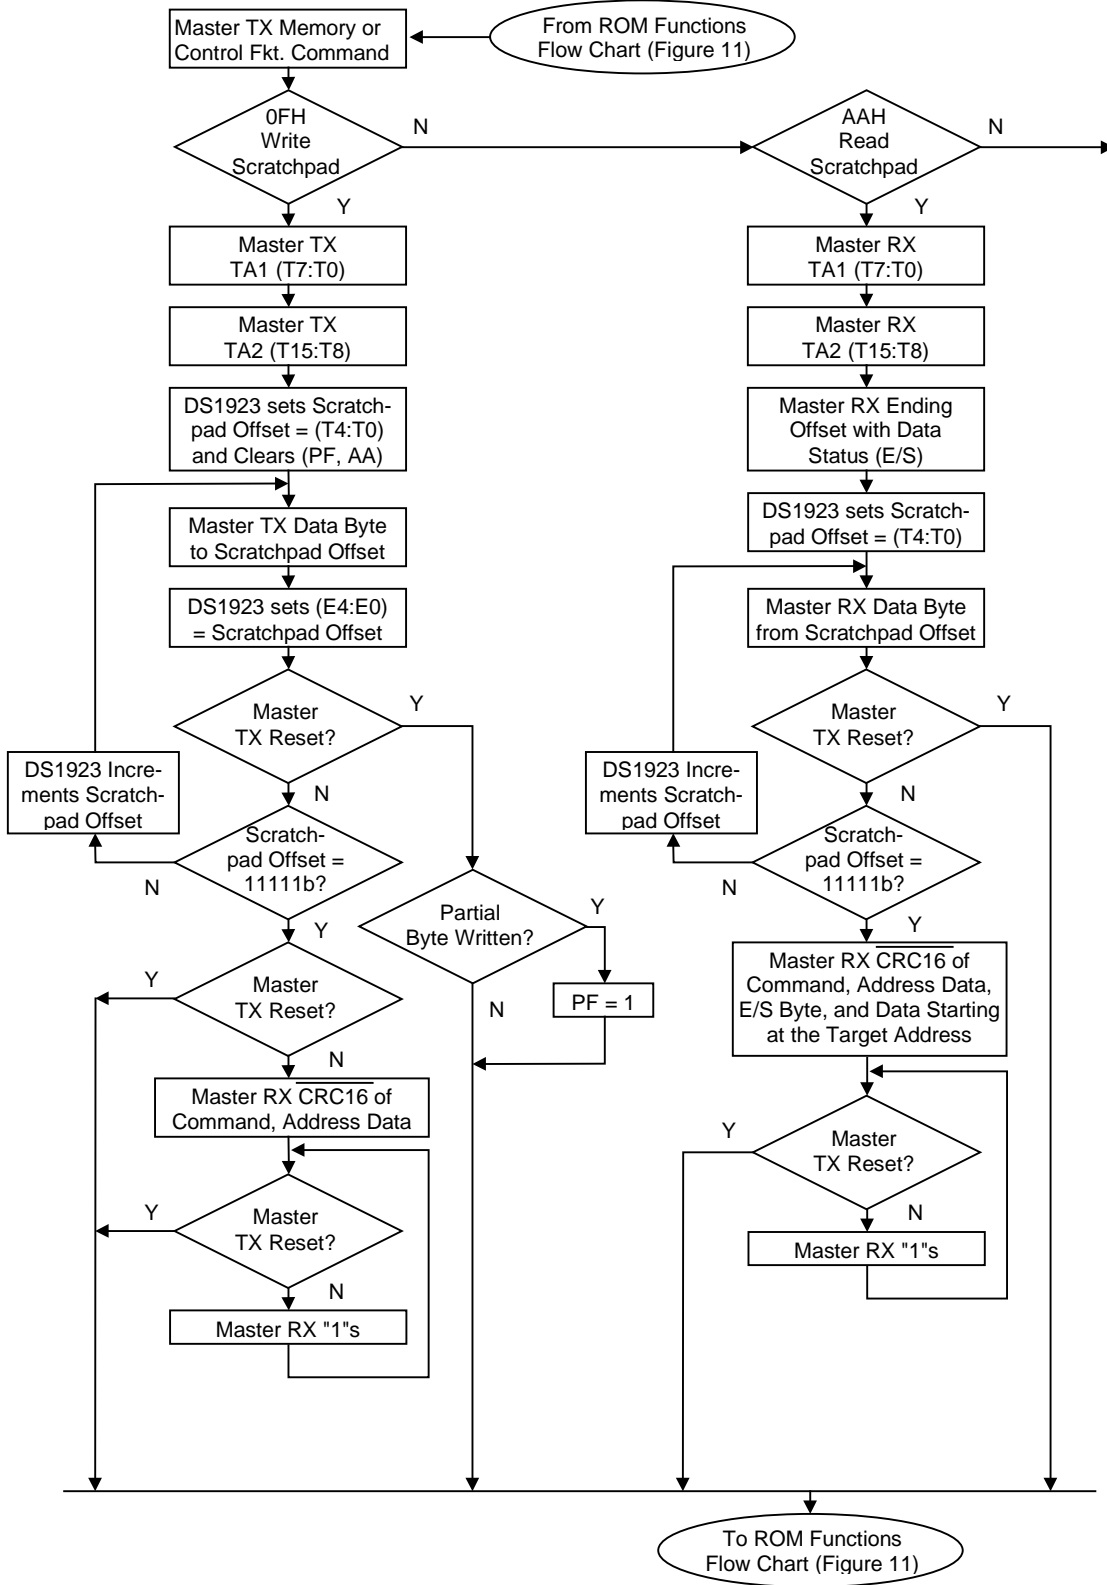 Master TX Memory or
Control Fkt. Command
From ROM Functions
Flow Chart (Figure 11)
0FH
Write
Scratchpad
N
Y
AAH
Read
Scratchpad
N
Y
Master TX
TA1 (T7:T0)
Master TX
TA2 (T15:T8)
DS1923 sets Scratch-
pad Offset = (T4:T0)
and Clears (PF, AA)
Master TX Data Byte
to Scratchpad Offset
DS1923 sets (E4:E0)
= Scratchpad Offset
Master
TX Reset?
Y
N
DS1923 Incre-
ments Scratch-
pad Offset
Scratch-
pad Offset =
11111b?
N
Y
Partial
Byte Written?
Y
N
PF = 1
Master
TX Reset?
Y
N
Master RX CRC16 of
Command, Address Data
Master
TX Reset?
Y
N
Master RX "1"s
Master RX
TA1 (T7:T0)
Master RX
TA2 (T15:T8)
Master RX Ending
Offset with Data
Status (E/S)
DS1923 sets Scratch-
pad Offset = (T4:T0)
Master RX Data Byte
from Scratchpad Offset
Master
TX Reset?
Y
N
DS1923 Incre-
ments Scratch-
pad Offset
Scratch-
pad Offset =
11111b?
N
Y
Master RX CRC16 of
Command, Address Data,
E/S Byte, and Data Starting
at the Target Address
Master
TX Reset?
Y
N
Master RX "1"s
To ROM Functions
Flow Chart (Figure 11)